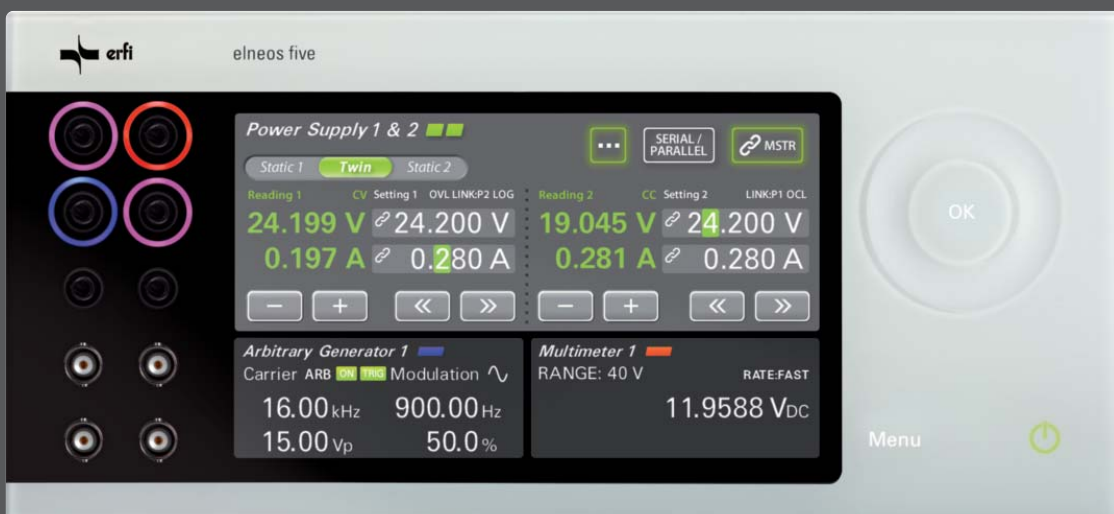 erfi
elneos five
Power Supply 1 & 2
...
SERIAL / PARALLEL
MSTR
Static 1 Twin Static 2
Reading 1 CV Setting 1 OVL LINK:P2 LOG
24.199 V 24.200 V
0.197 A 0.280 A
− + « »
Reading 2 CC Setting 2 LINK:P1 OCL
19.045 V 24.200 V
0.281 A 0.280 A
− + « »
Arbitrary Generator 1
Carrier ARB ON TRIG Modulation
16.00 kHz 900.00 Hz
15.00 Vp 50.0 %
Multimeter 1
RANGE: 40 V RATE:FAST
11.9588 VDC
OK
Menu